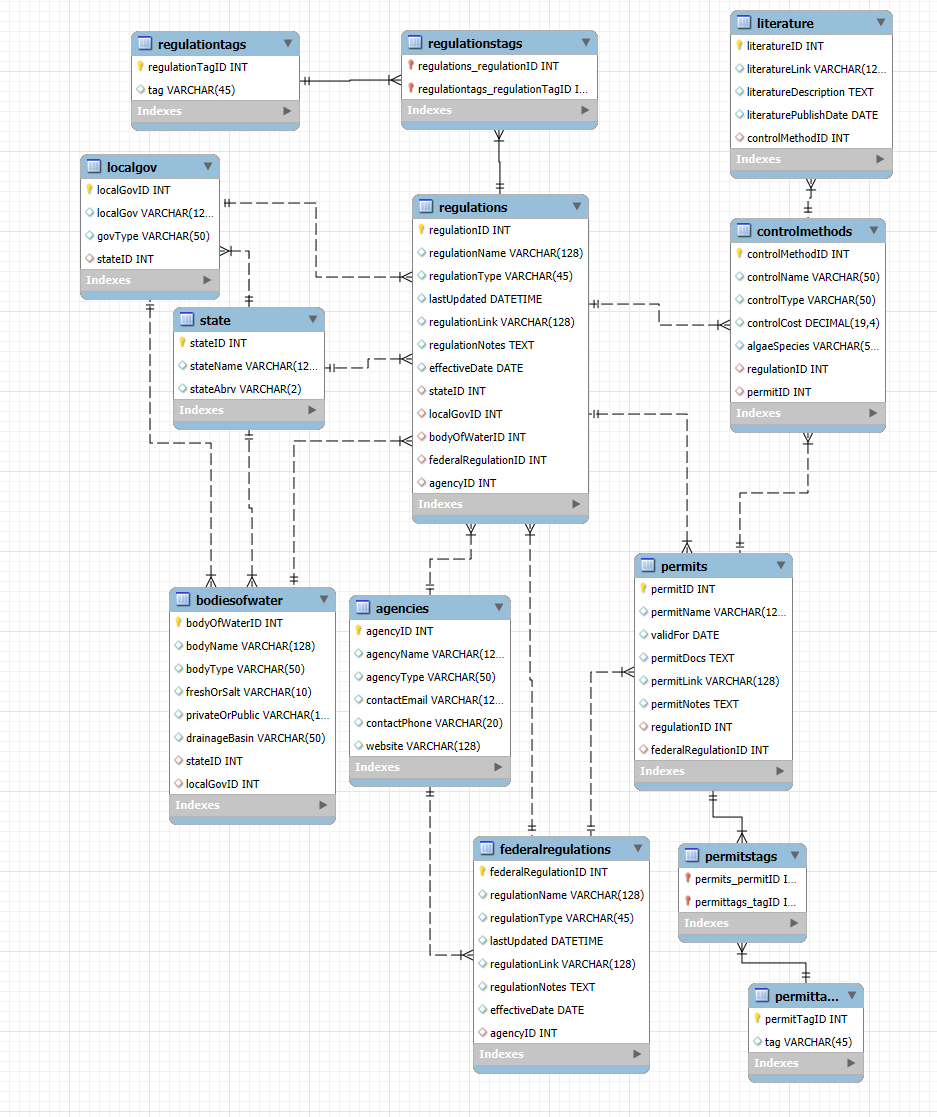 regulationtags
regulationTagID INT
tag VARCHAR(45)
Indexes
regulationstags
regulations_regulationID INT
regulationtags_regulationTagID I...
Indexes
literature
literatureID INT
literatureLink VARCHAR(12...
literatureDescription TEXT
literaturePublishDate DATE
controlMethodID INT
Indexes
localgov
localGovID INT
localGov VARCHAR(12...
govType VARCHAR(50)
stateID INT
Indexes
regulations
regulationID INT
regulationName VARCHAR(128)
regulationType VARCHAR(45)
lastUpdated DATETIME
regulationLink VARCHAR(128)
regulationNotes TEXT
effectiveDate DATE
stateID INT
localGovID INT
bodyOfWaterID INT
federalRegulationID INT
agencyID INT
Indexes
controlmethods
controlMethodID INT
controlName VARCHAR(50)
controlType VARCHAR(50)
controlCost DECIMAL(19,4)
algaeSpecies VARCHAR(5...
regulationID INT
permitID INT
Indexes
state
stateID INT
stateName VARCHAR(12...
stateAbrv VARCHAR(2)
Indexes
bodiesofwater
bodyOfWaterID INT
bodyName VARCHAR(128)
bodyType VARCHAR(50)
freshOrSalt VARCHAR(10)
privateOrPublic VARCHAR(1...
drainageBasin VARCHAR(50)
stateID INT
localGovID INT
Indexes
agencies
agencyID INT
agencyName VARCHAR(12...
agencyType VARCHAR(50)
contactEmail VARCHAR(12...
contactPhone VARCHAR(20)
website VARCHAR(128)
Indexes
permits
permitID INT
permitName VARCHAR(12...
validFor DATE
permitDocs TEXT
permitLink VARCHAR(128)
permitNotes TEXT
regulationID INT
federalRegulationID INT
Indexes
federalregulations
federalRegulationID INT
regulationName VARCHAR(128)
regulationType VARCHAR(45)
lastUpdated DATETIME
regulationLink VARCHAR(128)
regulationNotes TEXT
effectiveDate DATE
agencyID INT
Indexes
permitstags
permits_permitID I...
permittags_tagID I...
Indexes
permitta...
permitTagID INT
tag VARCHAR(45)
Indexes